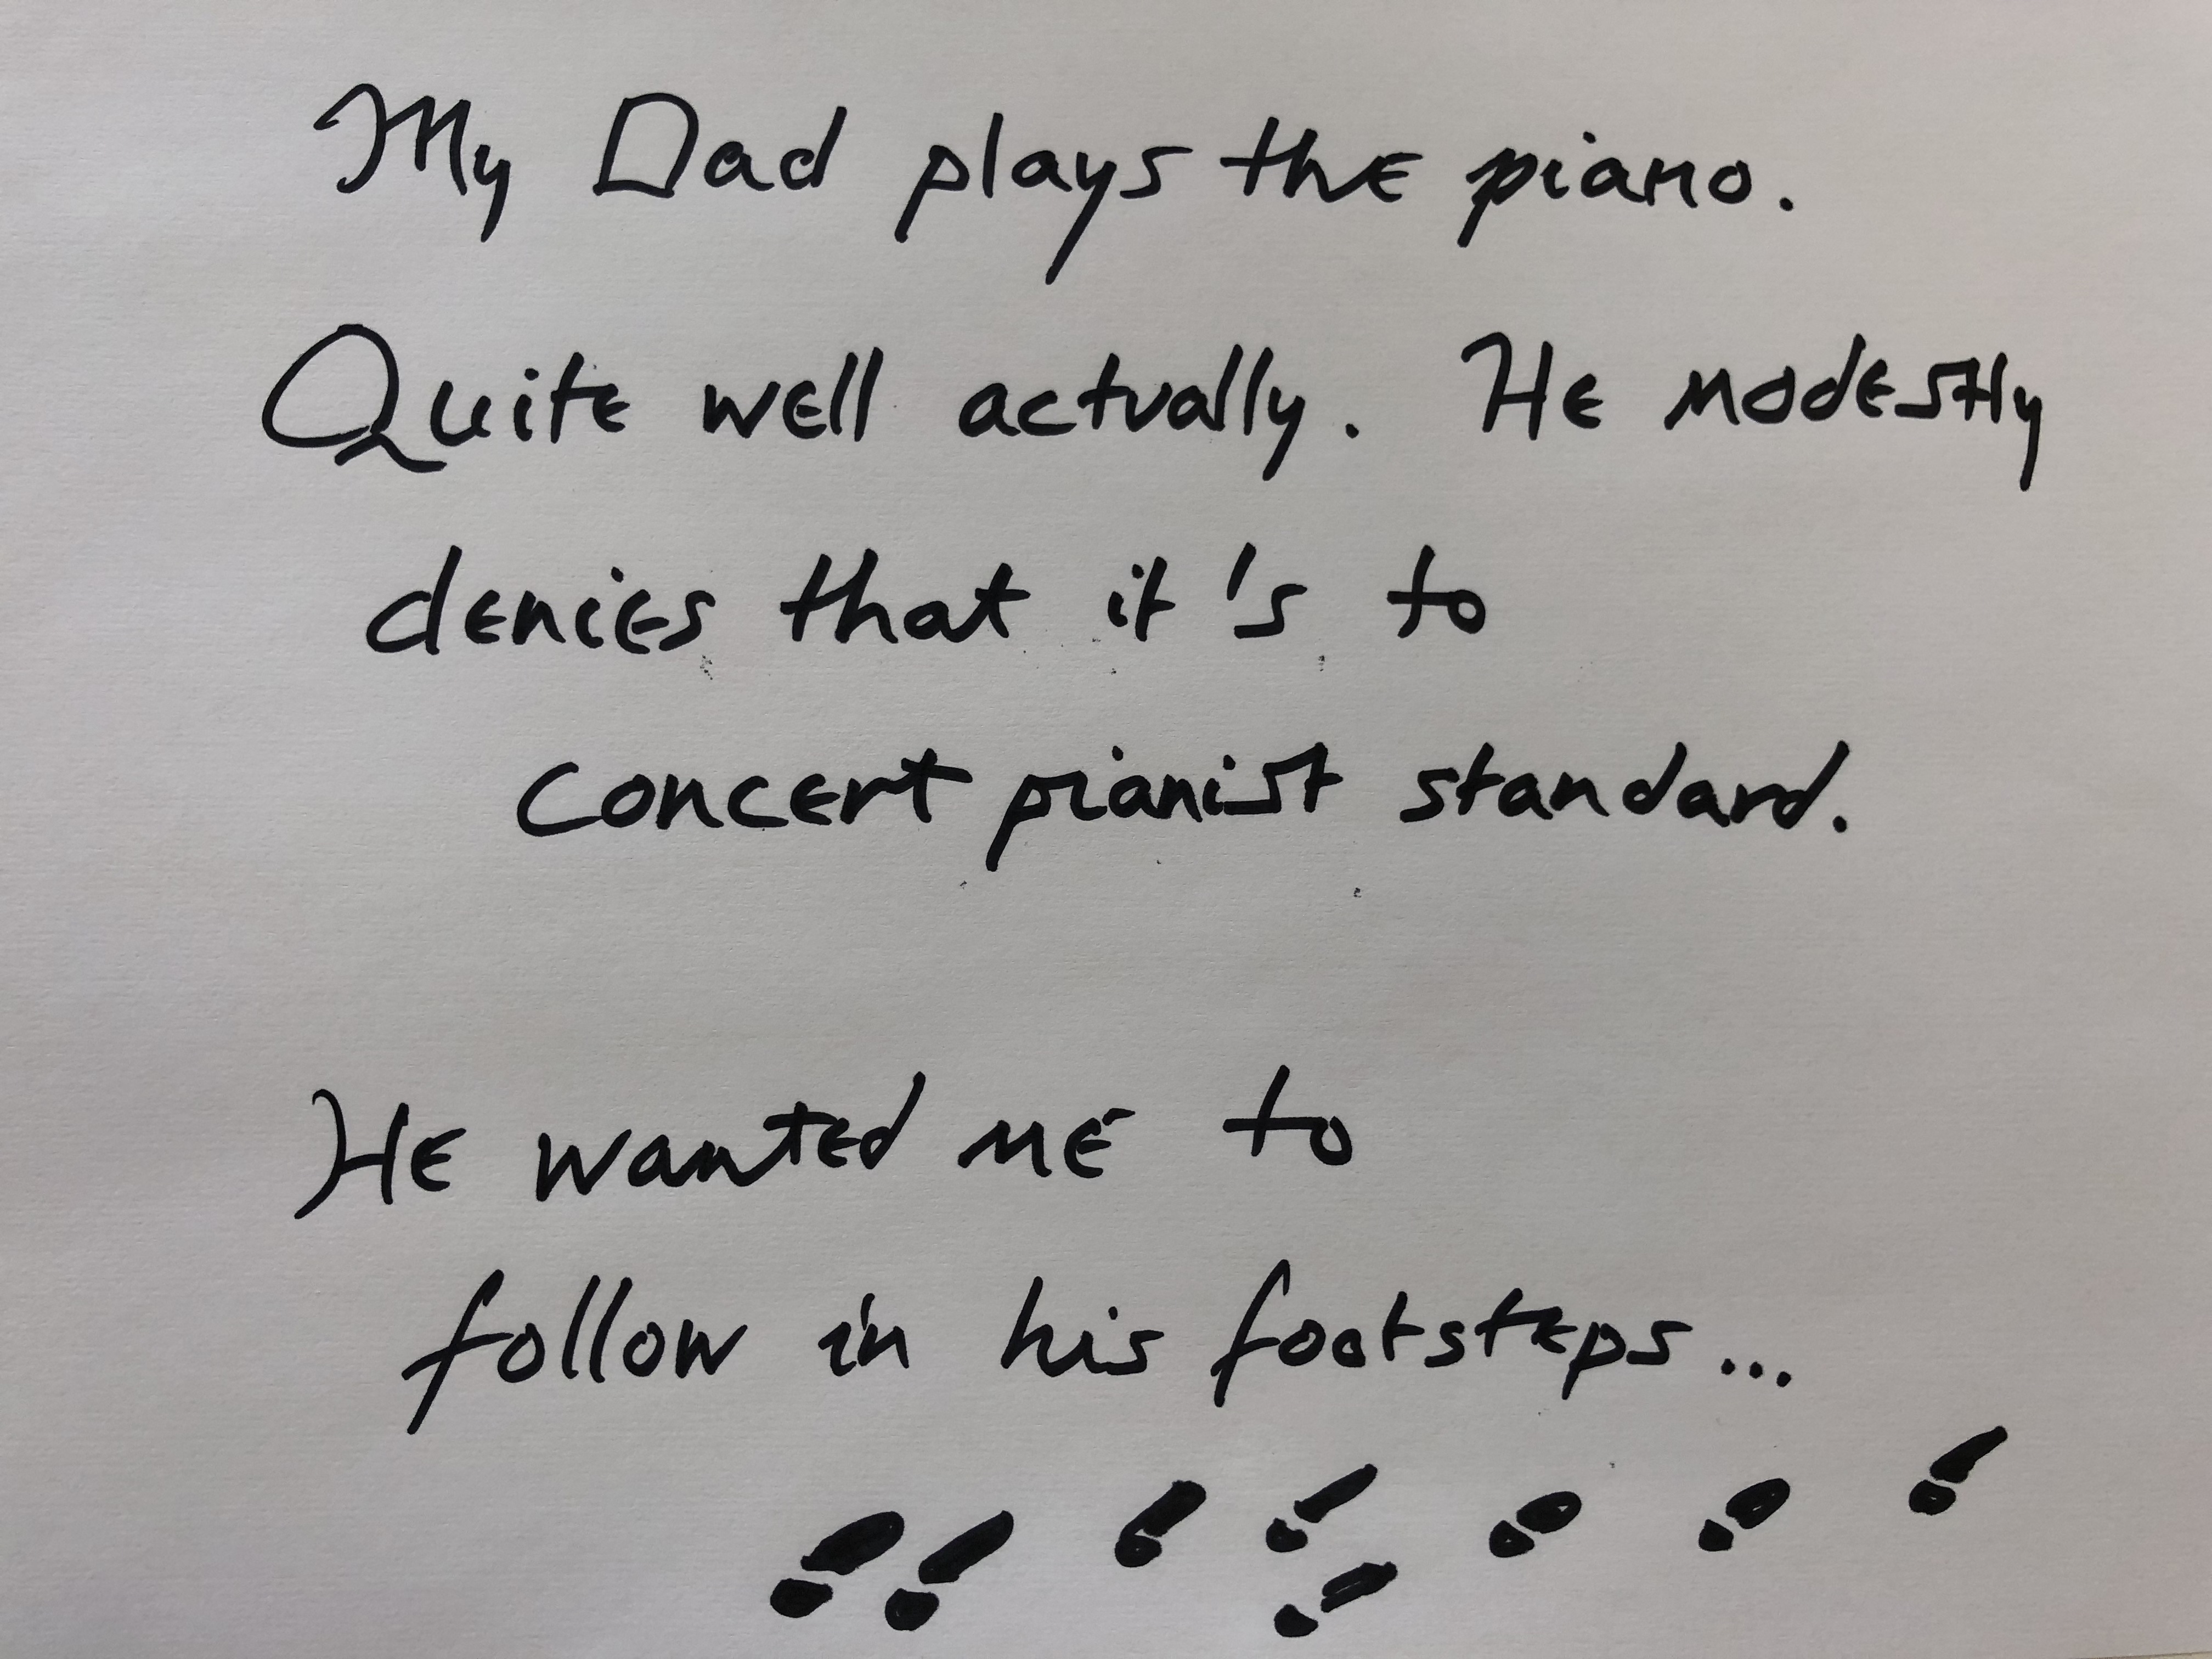 My Dad plays the piano.
Quite well actually. He modestly
denies that it's to
concert pianist standard.
He wanted me to
follow in his footsteps...